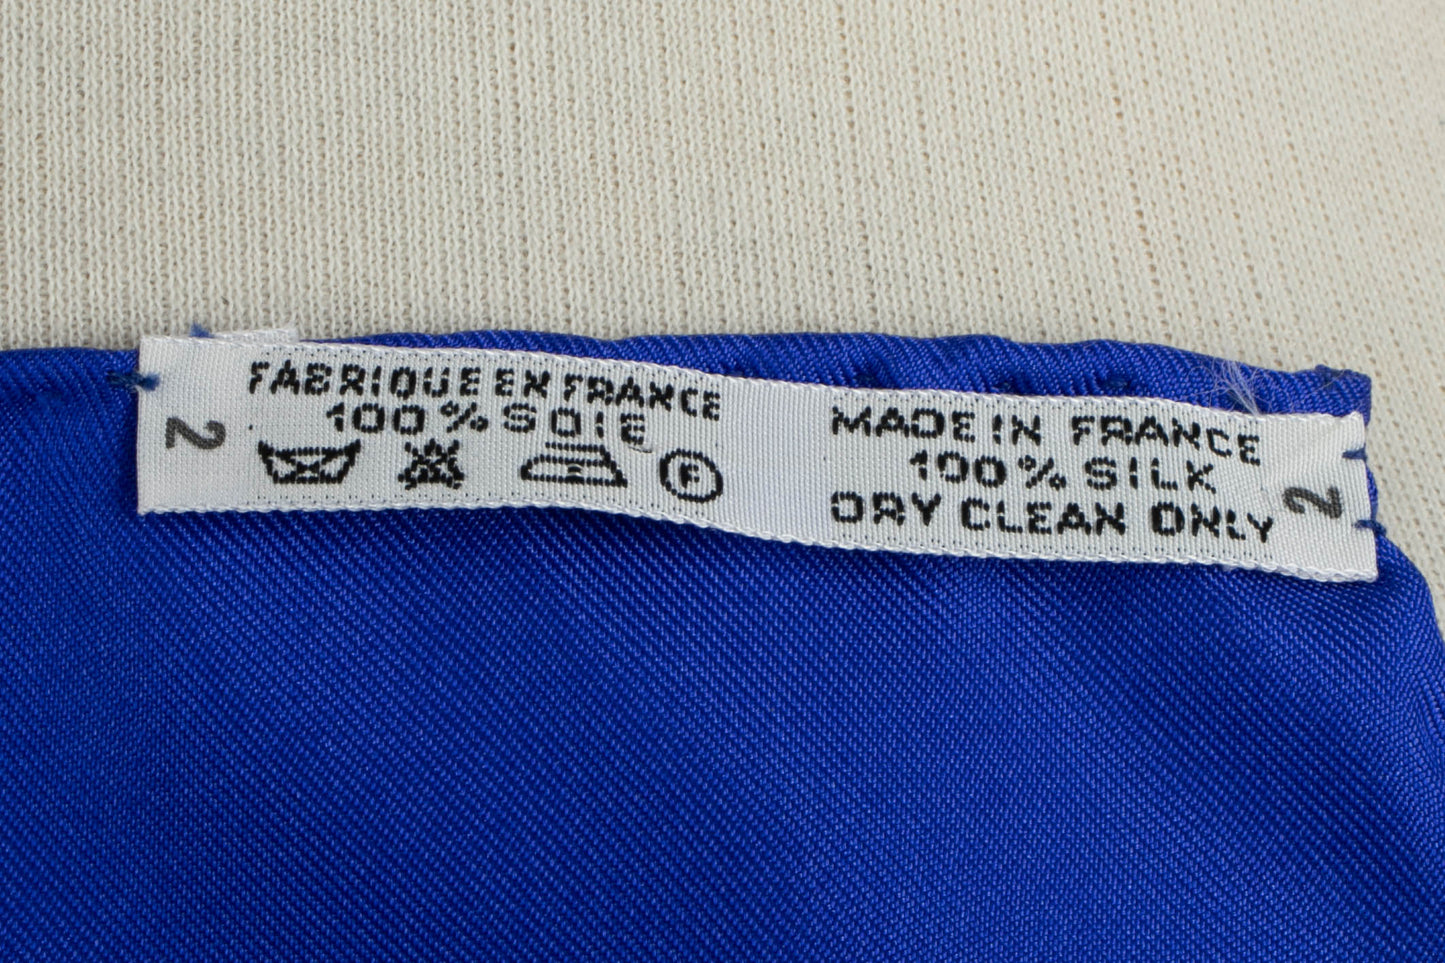 2
FABRIQUE EN FRANCE
100% SOIE
F
MADE IN FRANCE
100% SILK
DRY CLEAN ONLY
2